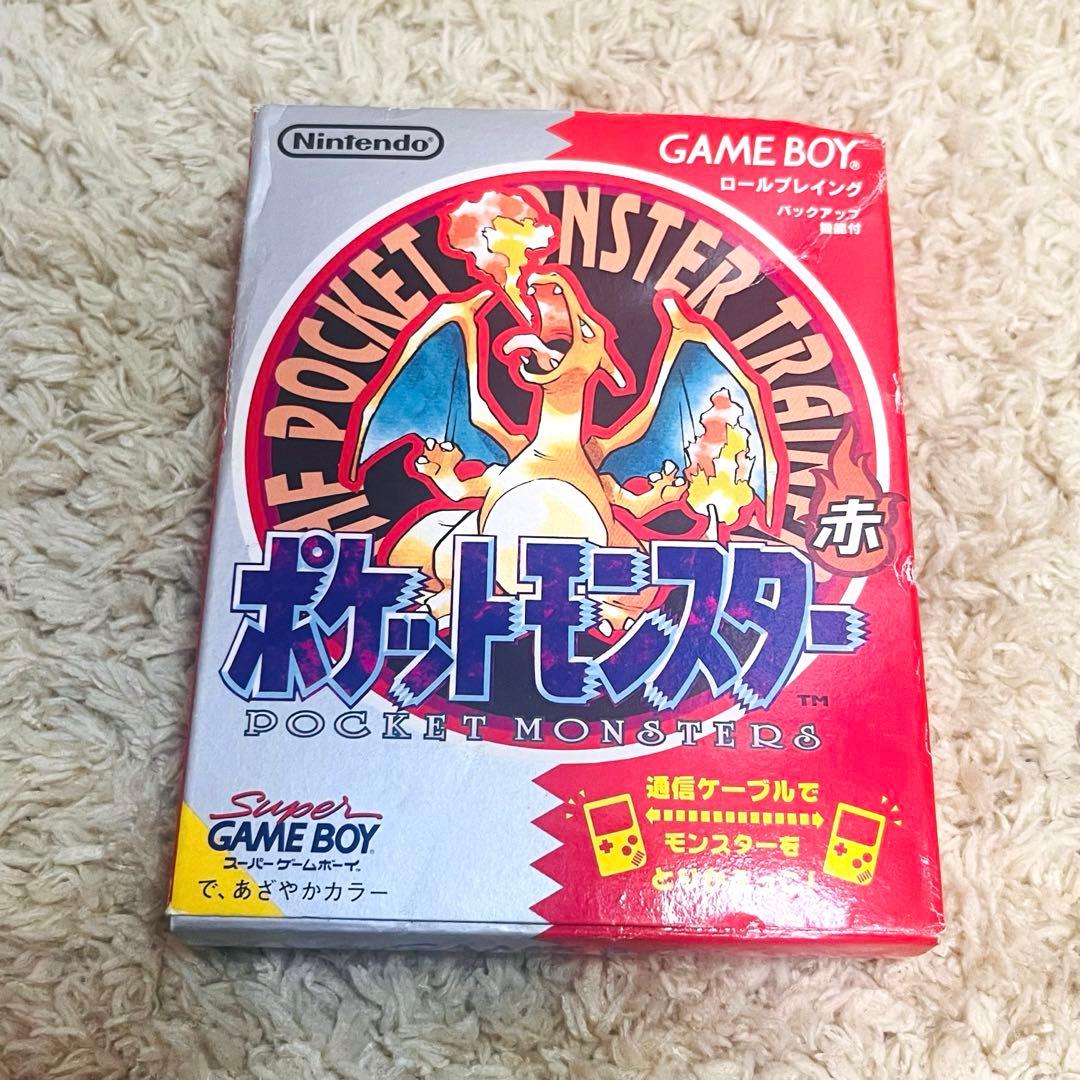 Nintendo®
GAME BOY®
ロールプレイング
バックアップ
機能付
POCKET MONSTER TRAINE
赤
ポケットモンスター
TM
POCKET MONSTERS
Super
GAME BOY
スーパーゲームボーイ
で、あざやかカラー
通信ケーブルで
モンスターを